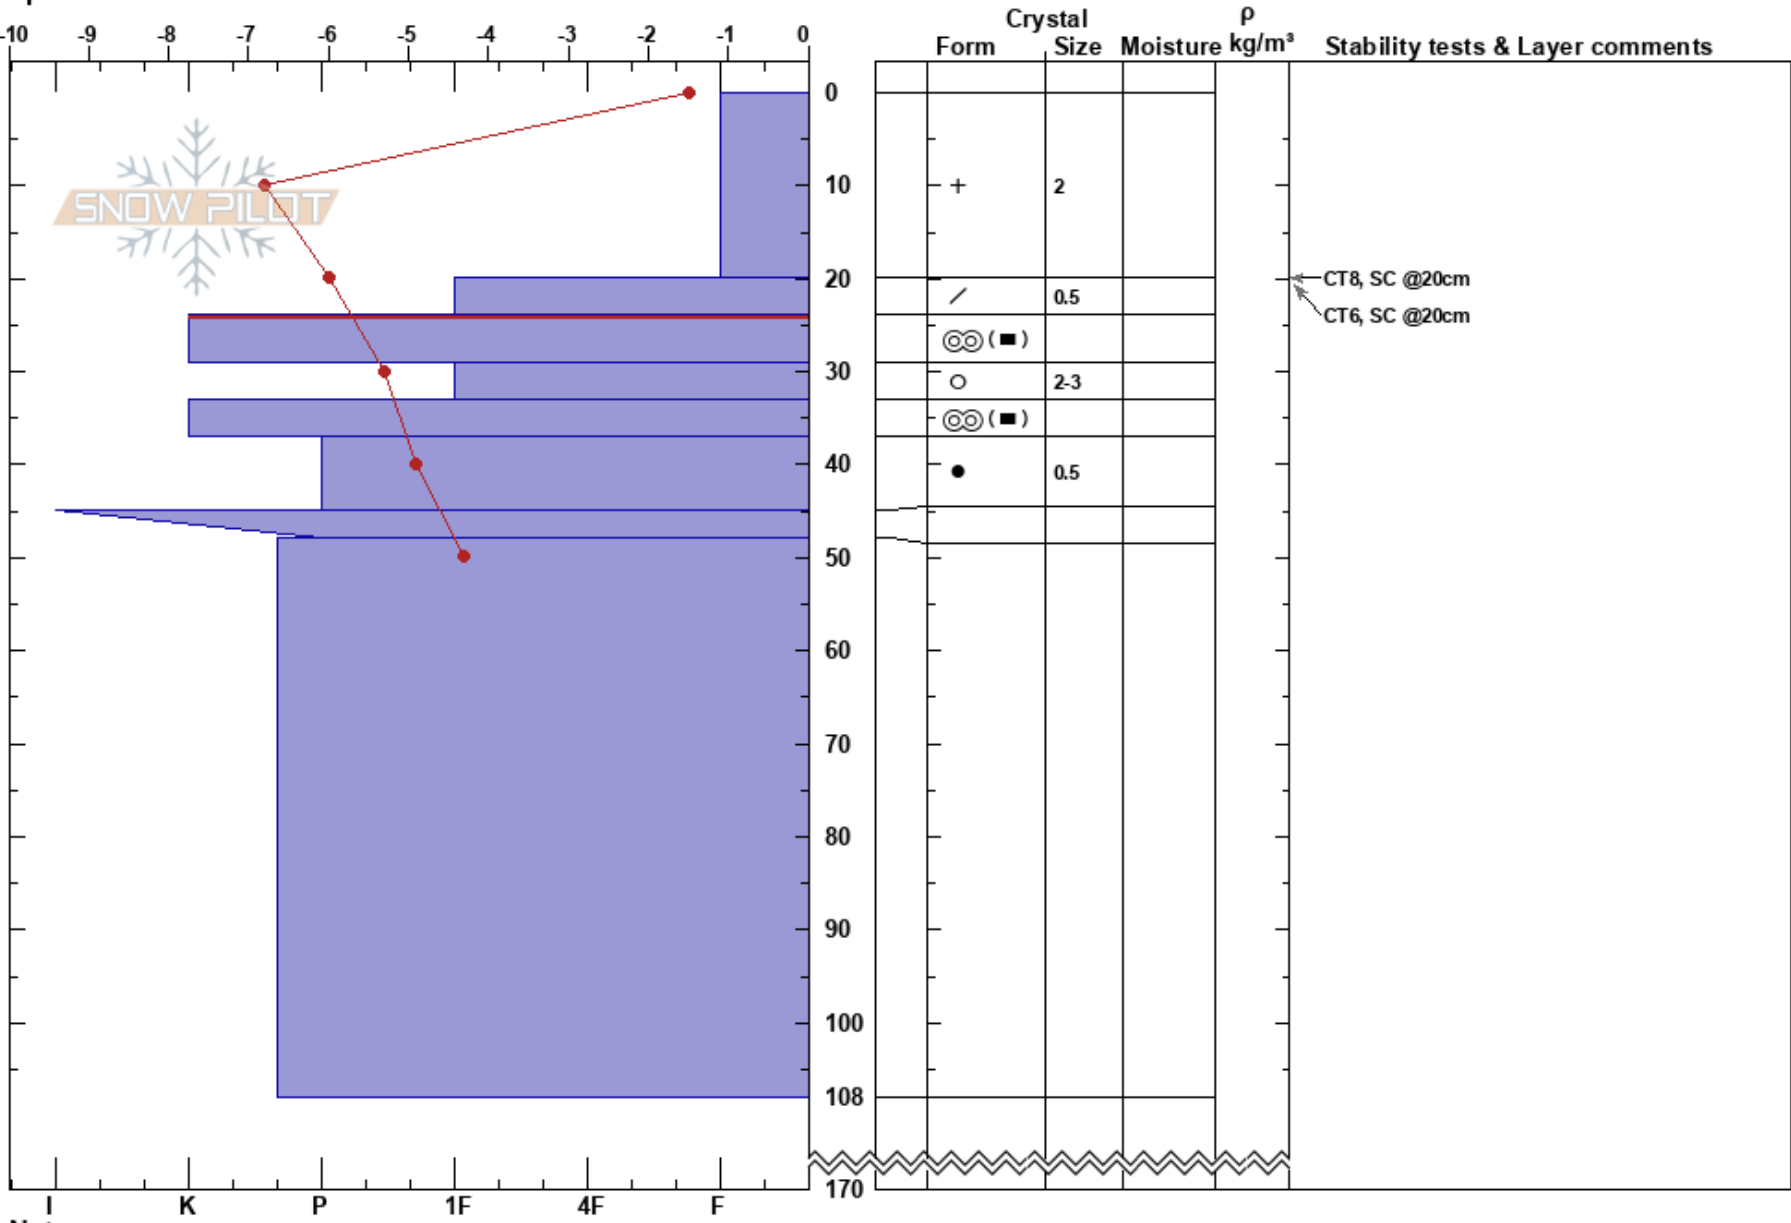 -10 -9 -8 -7 -6 -5 -4 -3 -2 -1 0
Crystal ρ
Form Size Moisture kg/m³ Stability tests & Layer comments
SNOW PILOT
0
10 + 2
20 CT8, SC @20cm
0.5
CT6, SC @20cm
30 2-3
40 0.5
50
60
70
80
90
100
108
170
I K P 1F 4F F